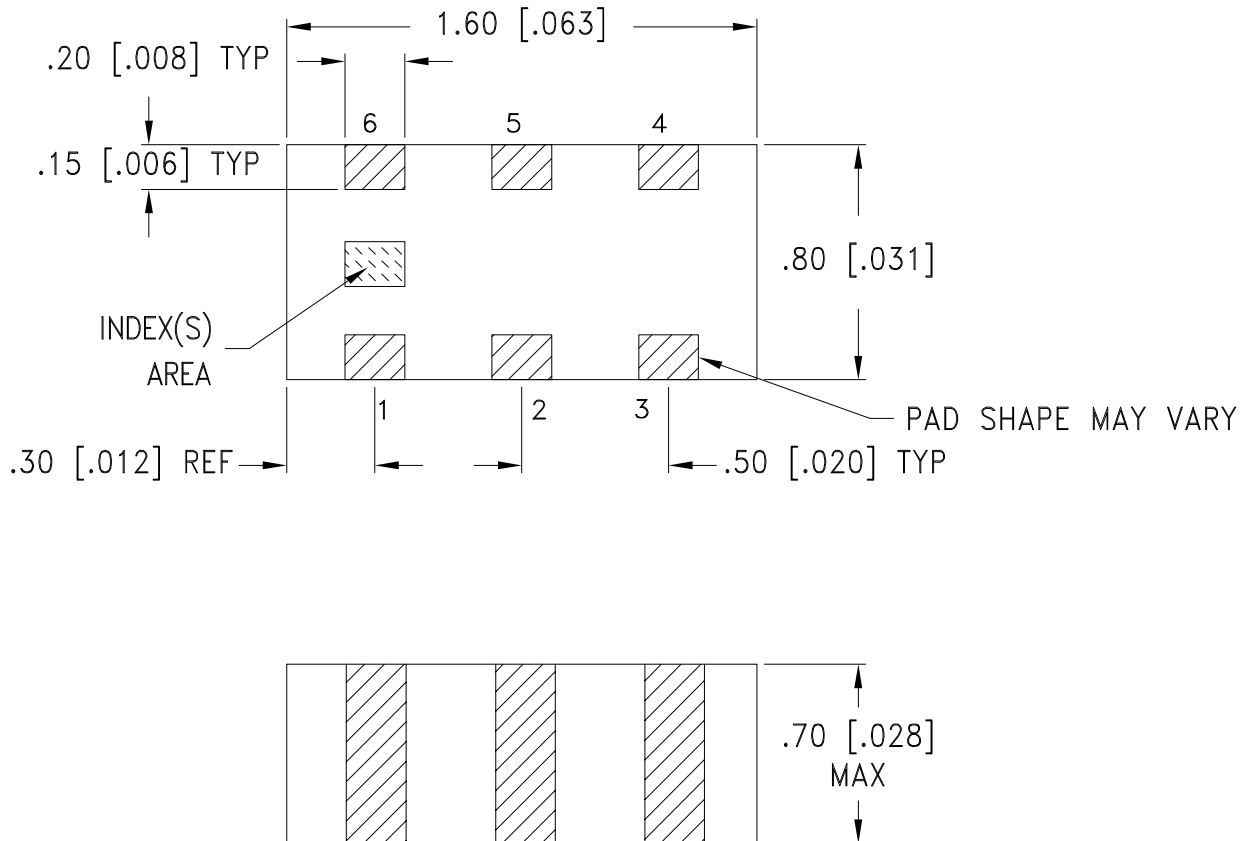 1.60 [.063]
.20 [.008] TYP
6 5 4
.15 [.006] TYP
.80 [.031]
INDEX(S)
AREA
1 2 3
PAD SHAPE MAY VARY
.30 [.012] REF
.50 [.020] TYP
.70 [.028]
MAX